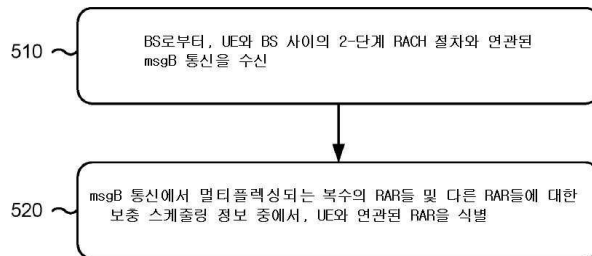 510
BS로부터, UE와 BS 사이의 2-단계 RACH 절차와 연관된
msgB 통신을 수신
520
msgB 통신에서 멀티플렉싱되는 복수의 RAR들 및 다른 RAR들에 대한
보충 스케줄링 정보 중에서, UE와 연관된 RAR을 식별